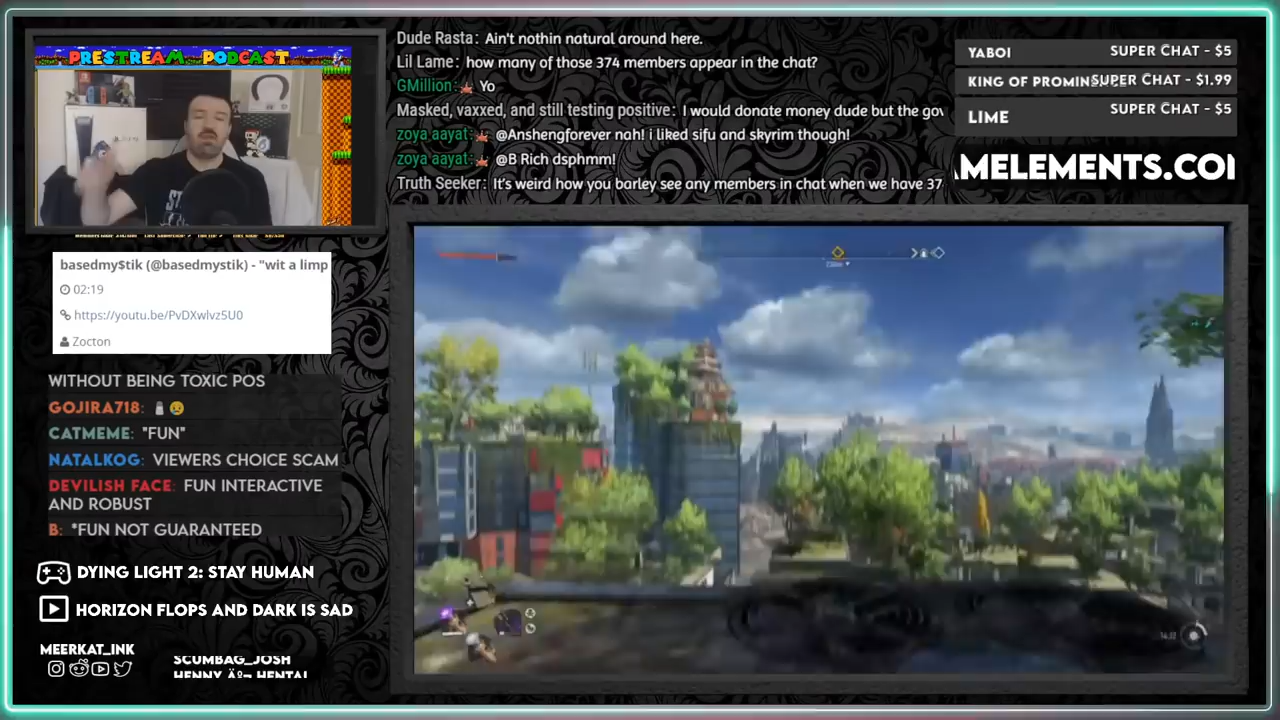 PRESTREAM PODCAST
Dude Rasta: Ain't nothin natural around here.
Lil Lame: how many of those 374 members appear in the chat?
GMillion: Yo
Masked, vaxxed, and still testing positive: I would donate money dude but the gov
zoya aayat: @Anshengforever nah! i liked sifu and skyrim though!
zoya aayat: @B Rich dsphmm!
Truth Seeker: It's weird how you barley see any members in chat when we have 37
YABOI SUPER CHAT - $5
KING OF PROMINS SUPER CHAT - $1.99
LIME SUPER CHAT - $5
AMELEMENTS.COI
basedmy$tik (@basedmystik) - "wit a limp
02:19
https://youtu.be/PvDXwlvz5U0
Zocton
WITHOUT BEING TOXIC POS
GOJIRA718:
CATMEME: "FUN"
NATALKOG: VIEWERS CHOICE SCAM
DEVILISH FACE: FUN INTERACTIVE
AND ROBUST
B: *FUN NOT GUARANTEED
DYING LIGHT 2: STAY HUMAN
HORIZON FLOPS AND DARK IS SAD
MEERKAT_INK
SCUMBAG_JOSH